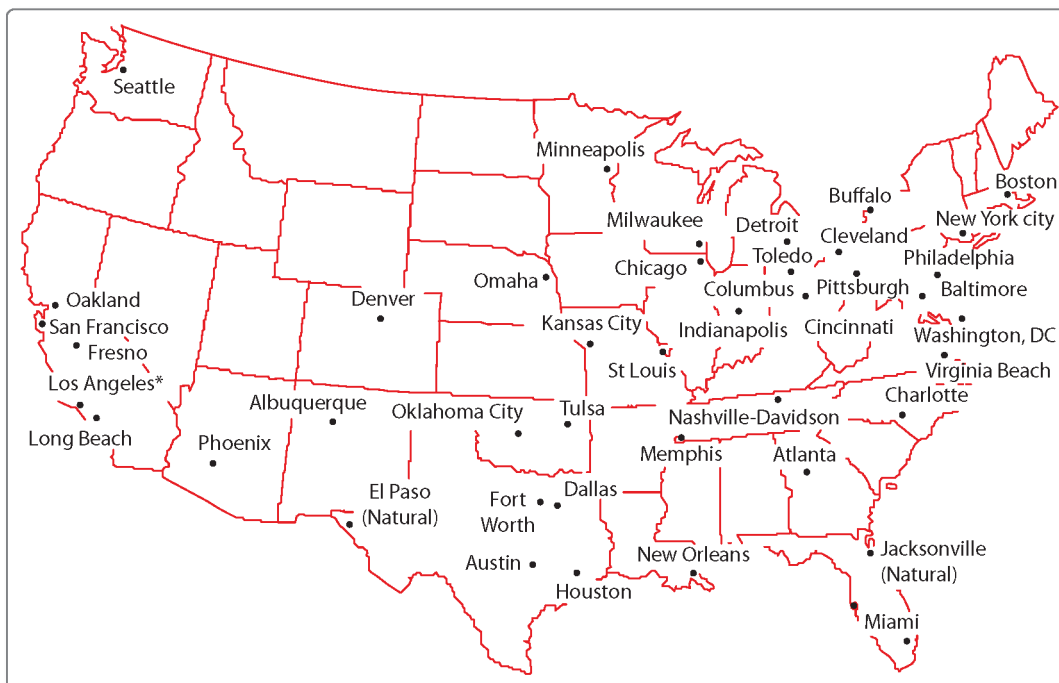 Seattle
Minneapolis
Boston
Buffalo
Milwaukee
Detroit
New York city
Cleveland
Toledo
Philadelphia
Chicago
Omaha
Columbus
Pittsburgh
Baltimore
Oakland
Denver
San Francisco
Kansas City
Indianapolis
Cincinnati
Washington, DC
Fresno
St Louis
Virginia Beach
Los Angeles*
Charlotte
Albuquerque
Oklahoma City
Tulsa
Nashville-Davidson
Long Beach
Phoenix
Memphis
Atlanta
El Paso
(Natural)
Dallas
Fort
Worth
New Orleans
Jacksonville
(Natural)
Austin
Houston
Miami